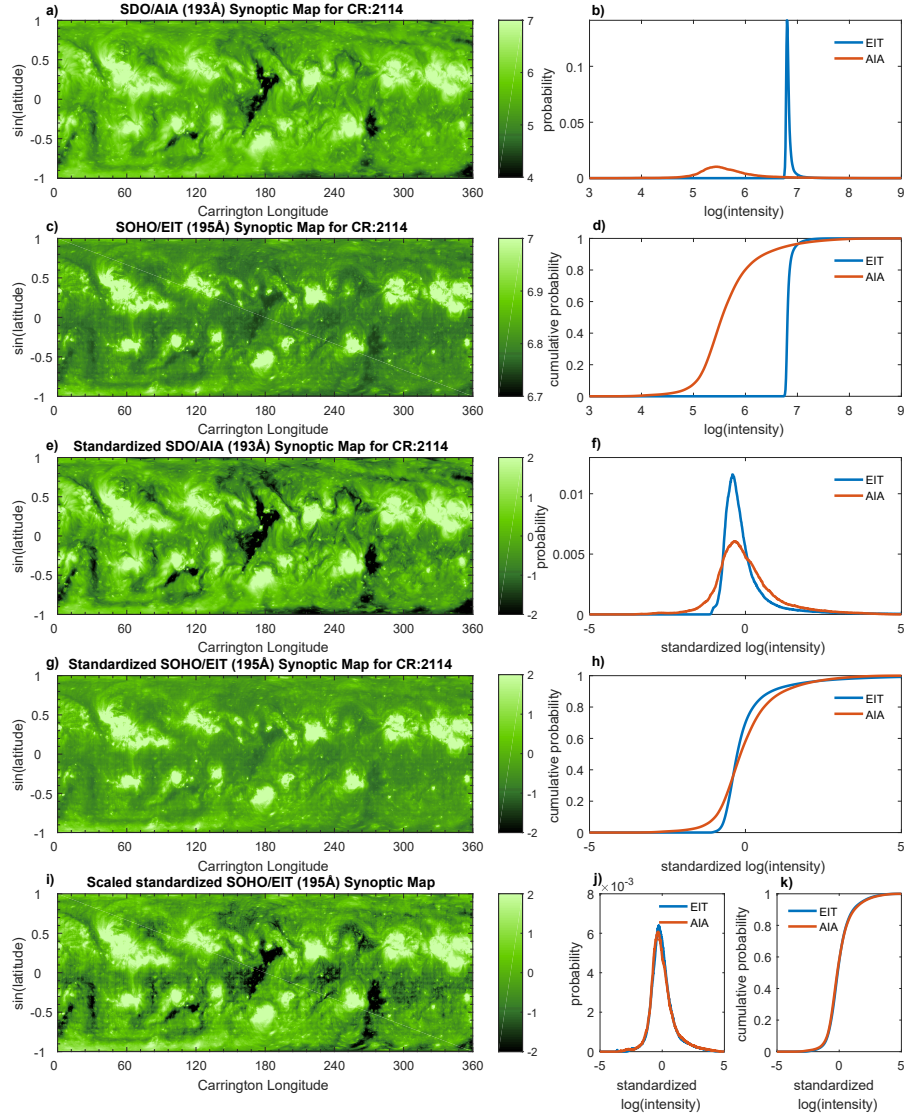 a) SDO/AIA (193Å) Synoptic Map for CR:2114
1
0.5
0
-0.5
-1
sin(latitude)
0 60 120 180 240 300 360
Carrington Longitude
7
6
5
4
b)
0.1
0.05
0
probability
EIT
AIA
3 4 5 6 7 8 9
log(intensity)
c) SOHO/EIT (195Å) Synoptic Map for CR:2114
1
0.5
0
-0.5
-1
sin(latitude)
0 60 120 180 240 300 360
Carrington Longitude
7
6.9
6.8
6.7
d)
1
0.8
0.6
0.4
0.2
0
cumulative probability
EIT
AIA
3 4 5 6 7 8 9
log(intensity)
e) Standardized SDO/AIA (193Å) Synoptic Map for CR:2114
1
0.5
0
-0.5
-1
sin(latitude)
0 60 120 180 240 300 360
Carrington Longitude
2
1
0
-1
-2
f)
0.01
0.005
0
probability
EIT
AIA
-5 0 5
standardized log(intensity)
g) Standardized SOHO/EIT (195Å) Synoptic Map for CR:2114
1
0.5
0
-0.5
-1
sin(latitude)
0 60 120 180 240 300 360
Carrington Longitude
2
1
0
-1
-2
h)
1
0.8
0.6
0.4
0.2
0
cumulative probability
EIT
AIA
-5 0 5
standardized log(intensity)
i) Scaled standardized SOHO/EIT (195Å) Synoptic Map
1
0.5
0
-0.5
-1
sin(latitude)
0 60 120 180 240 300 360
Carrington Longitude
2
1
0
-1
-2
j)
×10-3
8
6
4
2
0
probability
EIT
AIA
-5 0 5
standardized
log(intensity)
k)
1
0.8
0.6
0.4
0.2
0
cumulative probability
EIT
AIA
-5 0 5
standardized
log(intensity)